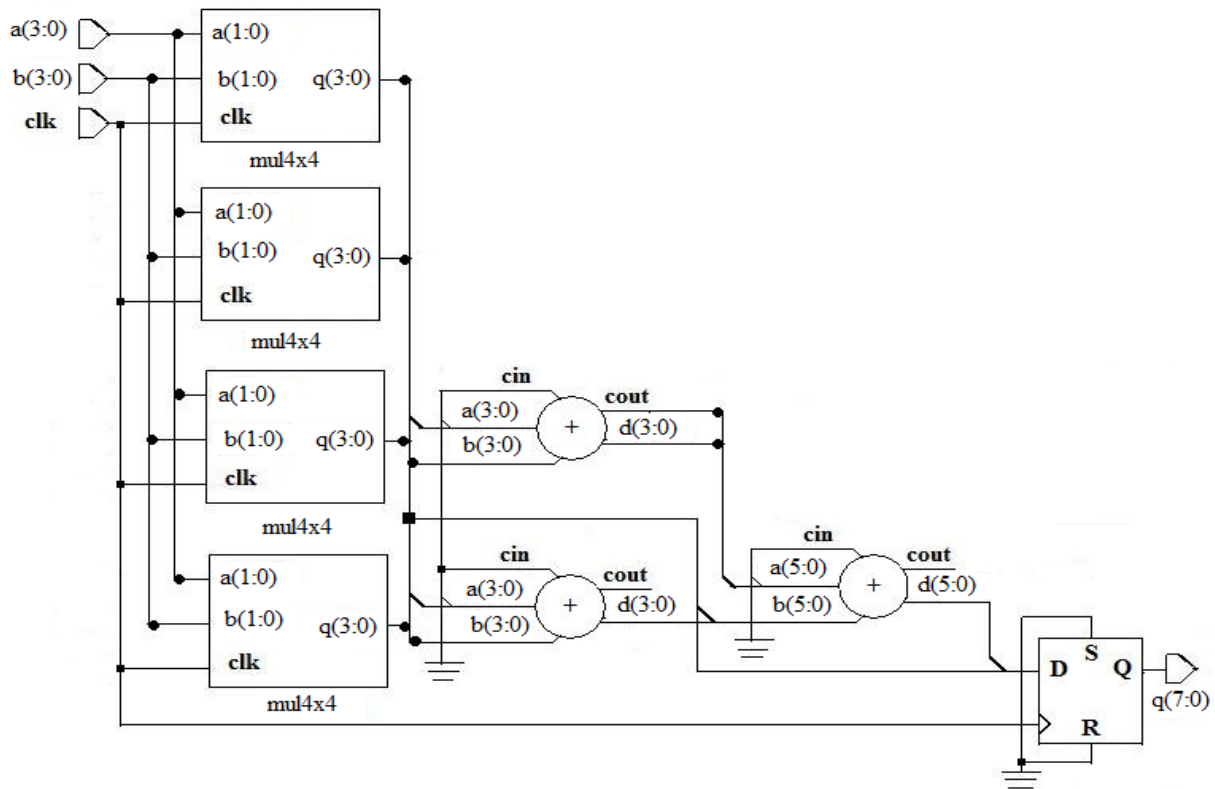 a(3:0)
b(3:0)
clk
a(1:0)
b(1:0)
q(3:0)
clk
mul4x4
a(1:0)
b(1:0)
q(3:0)
clk
mul4x4
a(1:0)
b(1:0)
q(3:0)
clk
mul4x4
a(1:0)
b(1:0)
q(3:0)
clk
mul4x4
cin
a(3:0)
b(3:0)
+
cout
d(3:0)
cin
a(3:0)
b(3:0)
+
cout
d(3:0)
cin
a(5:0)
b(5:0)
+
cout
d(5:0)
S
D
Q
R
q(7:0)